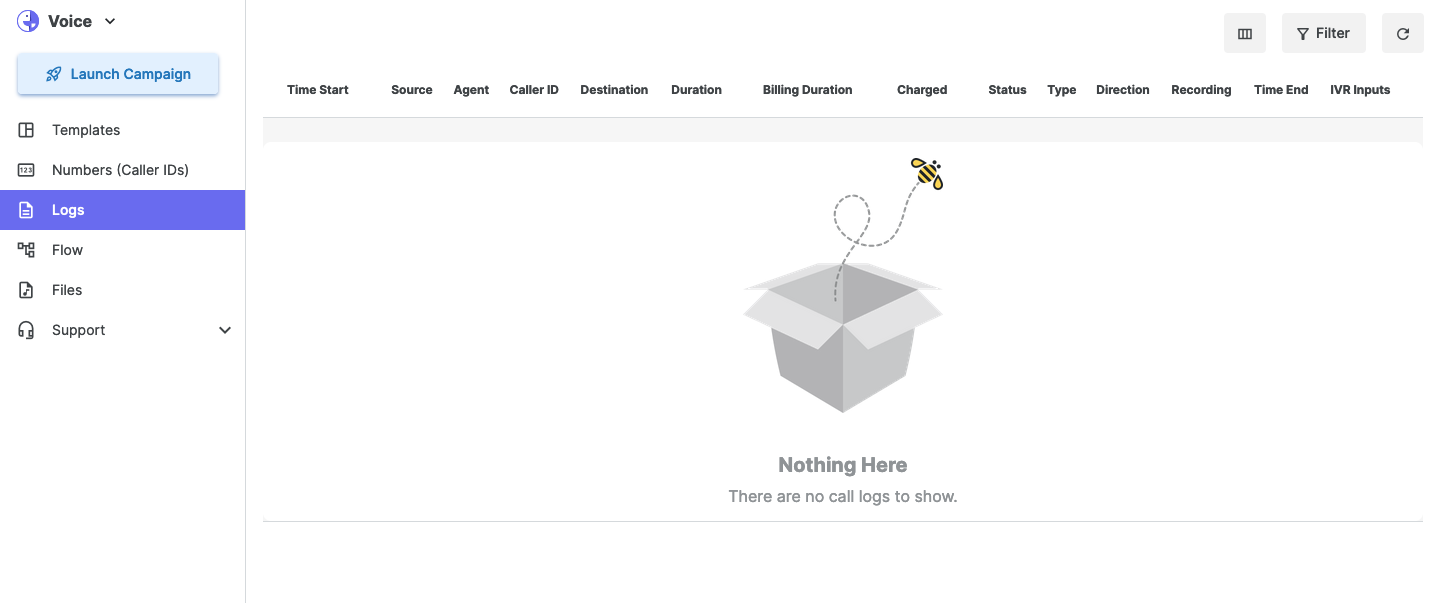 Voice
Launch Campaign
Templates
Numbers (Caller IDs)
123
Logs
Flow
Files
Support
Filter
Time Start Source Agent Caller ID Destination Duration Billing Duration Charged Status Type Direction Recording Time End IVR Inputs
Nothing Here
There are no call logs to show.